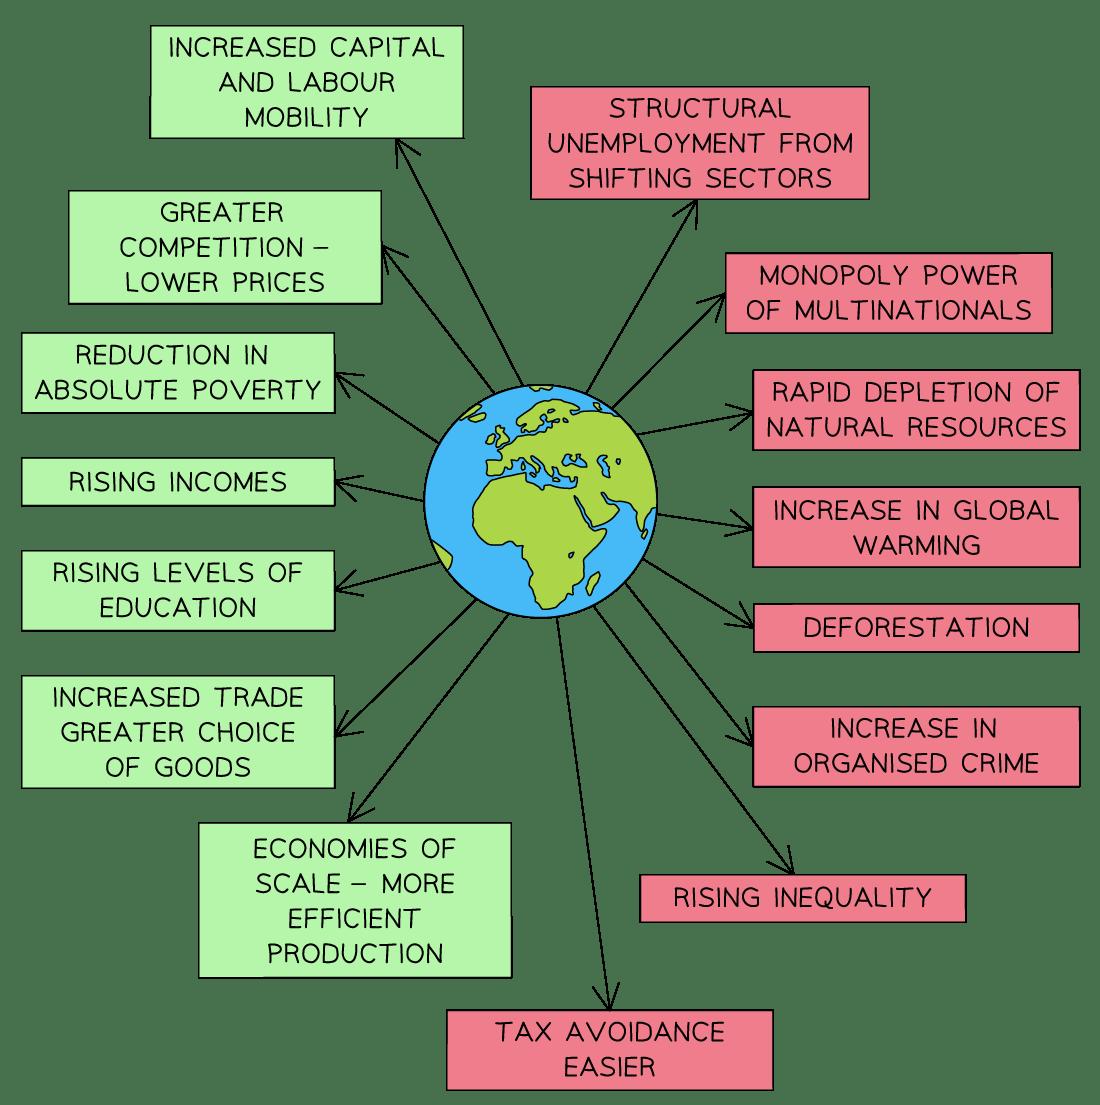 INCREASED CAPITAL
AND LABOUR
MOBILITY
GREATER
COMPETITION –
LOWER PRICES
REDUCTION IN
ABSOLUTE POVERTY
RISING INCOMES
RISING LEVELS OF
EDUCATION
INCREASED TRADE
GREATER CHOICE
OF GOODS
ECONOMIES OF
SCALE – MORE
EFFICIENT
PRODUCTION
STRUCTURAL
UNEMPLOYMENT FROM
SHIFTING SECTORS
MONOPOLY POWER
OF MULTINATIONALS
RAPID DEPLETION OF
NATURAL RESOURCES
INCREASE IN GLOBAL
WARMING
DEFORESTATION
INCREASE IN
ORGANISED CRIME
RISING INEQUALITY
TAX AVOIDANCE
EASIER